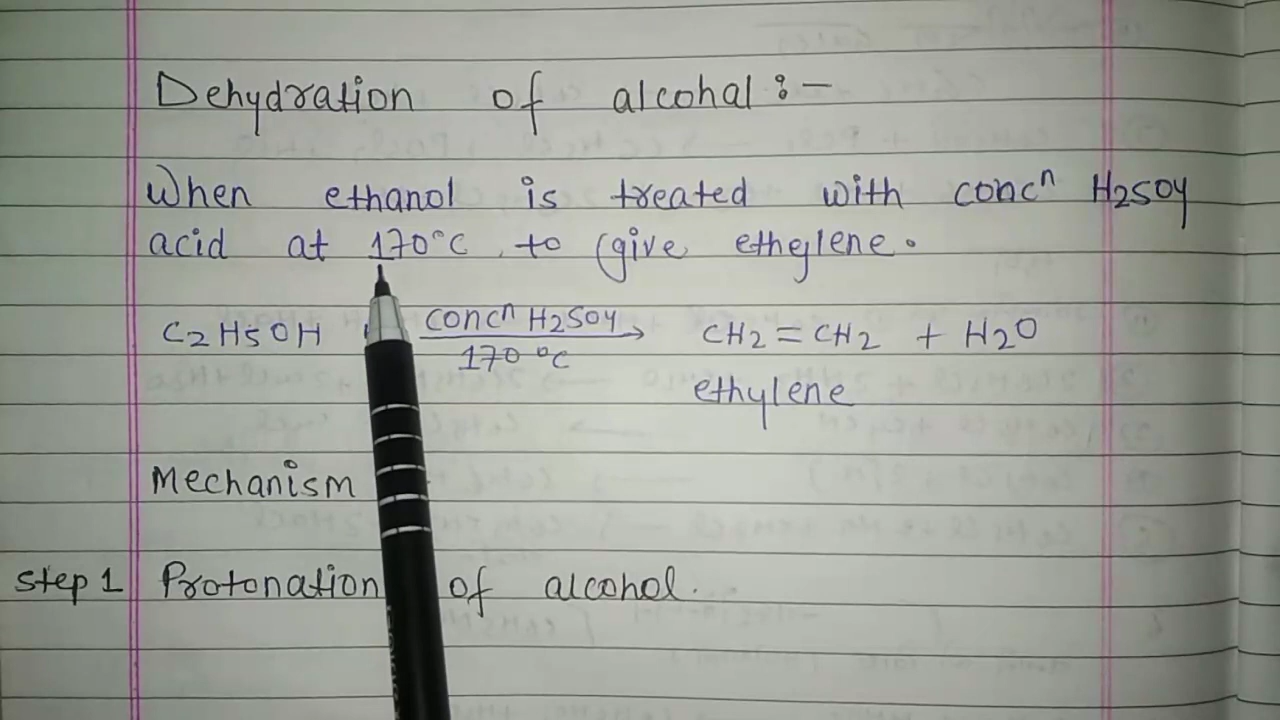 Dehydration of alcohal :-
When ethanol is treated with concⁿ H2SO4
acid at 170°C to give ethylene.
C2H5OH concⁿ H2SO4 → CH2=CH2 + H2O
170 °C
ethylene
Mechanism
Step 1 Protonation of alcohol.